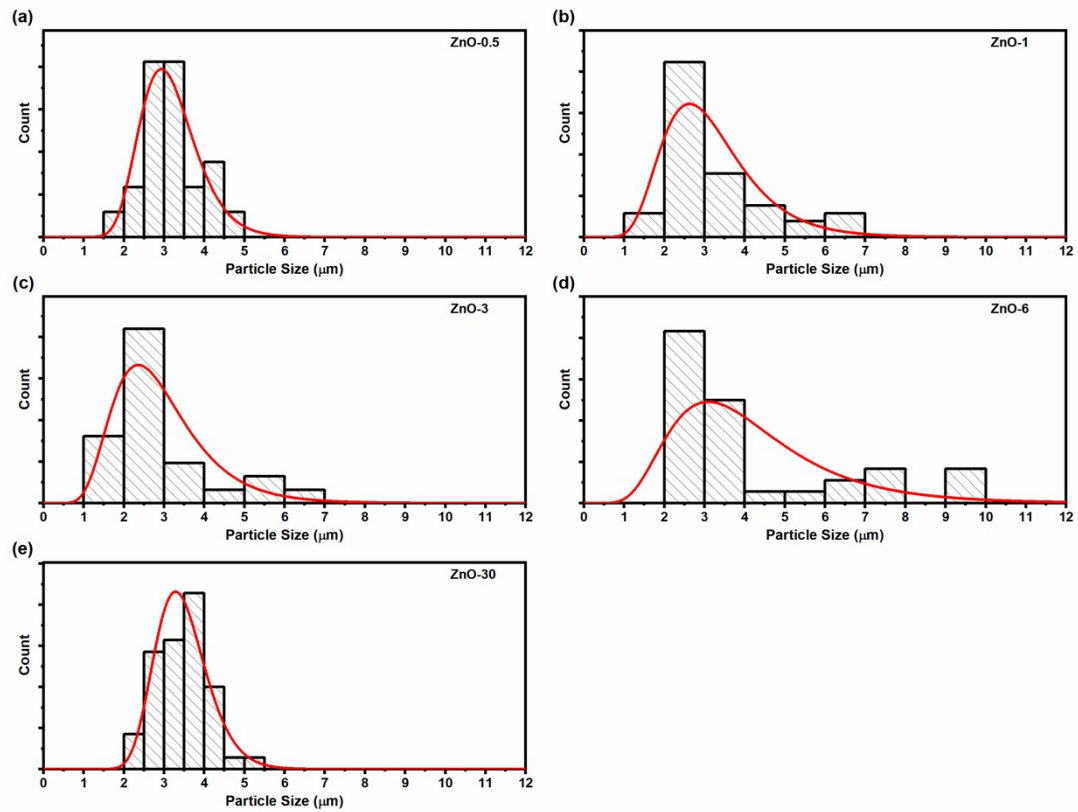 (a)
ZnO-0.5
Count
0 1 2 3 4 5 6 7 8 9 10 11 12
Particle Size (μm)
(b)
ZnO-1
Count
0 1 2 3 4 5 6 7 8 9 10 11 12
Particle Size (μm)
(c)
ZnO-3
Count
0 1 2 3 4 5 6 7 8 9 10 11 12
Particle Size (μm)
(d)
ZnO-6
Count
0 1 2 3 4 5 6 7 8 9 10 11 12
Particle Size (μm)
(e)
ZnO-30
Count
0 1 2 3 4 5 6 7 8 9 10 11 12
Particle Size (μm)